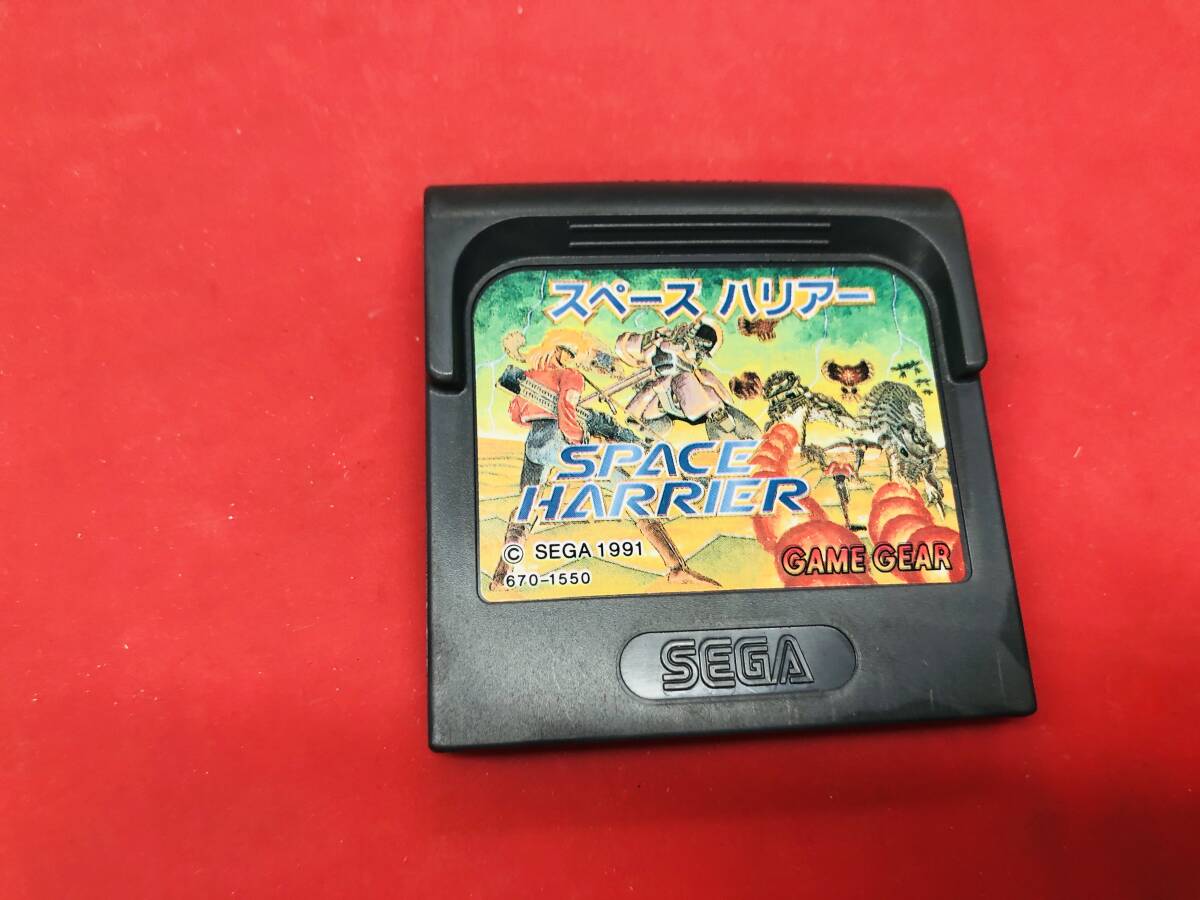 スペース ハリアー
SPACE
HARRIER
© SEGA 1991
670-1550
GAME GEAR
SEGA